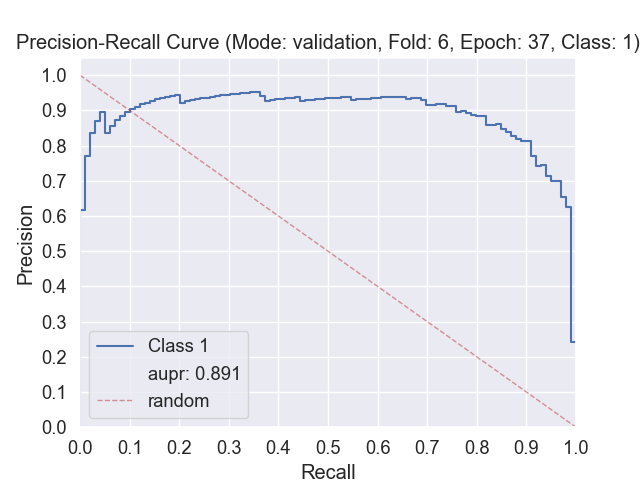 Precision-Recall Curve (Mode: validation, Fold: 6, Epoch: 37, Class: 1)
1.0
0.9
0.8
0.7
0.6
0.5
0.4
0.3
0.2
0.1
0.0
Precision
Class 1
aupr: 0.891
random
0.0 0.1 0.2 0.3 0.4 0.5 0.6 0.7 0.8 0.9 1.0
Recall